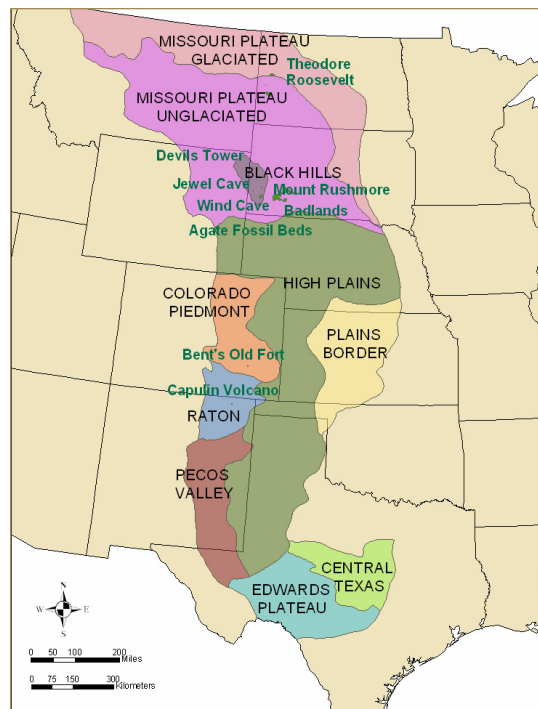 MISSOURI PLATEAU
GLACIATED
Theodore
Roosevelt
MISSOURI PLATEAU
UNGLACIATED
Devils Tower
BLACK HILLS
Jewel Cave
Mount Rushmore
Wind Cave
Badlands
Agate Fossil Beds
HIGH PLAINS
COLORADO
PIEDMONT
PLAINS
BORDER
Bent's Old Fort
Capulin Volcano
RATON
PECOS
VALLEY
CENTRAL
TEXAS
EDWARDS
PLATEAU
N
W
E
S
0 50 100 200
Miles
0 75 150 300
Kilometers